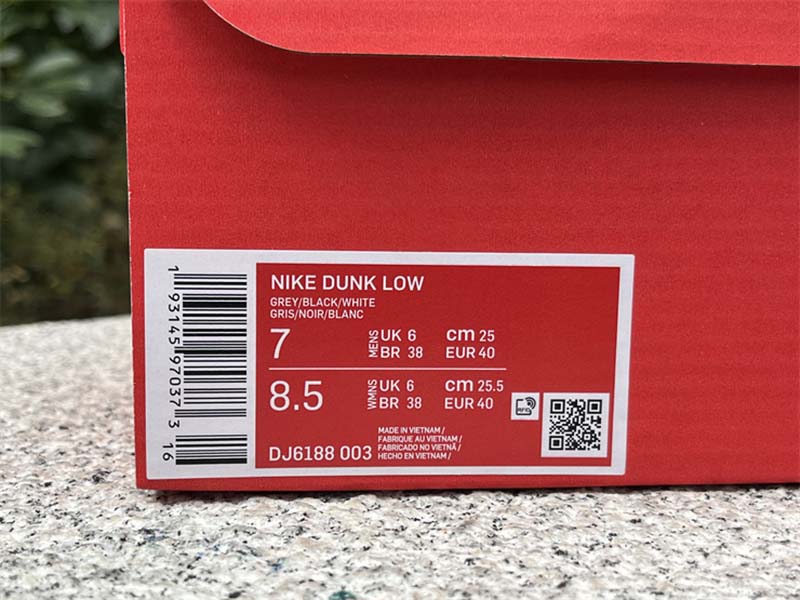 NIKE DUNK LOW
GREY/BLACK/WHITE
GRIS/NOIR/BLANC
7 MENS UK 6 cm 25
BR 38 EUR 40
8.5 WMNS UK 6 cm 25.5
BR 38 EUR 40
RFID
DJ6188 003
MADE IN VIETNAM /
FABRIQUE AU VIETNAM /
FABRICADO NO VIETNÃ /
HECHO EN VIETNAM /
1 93145 97037 3 16